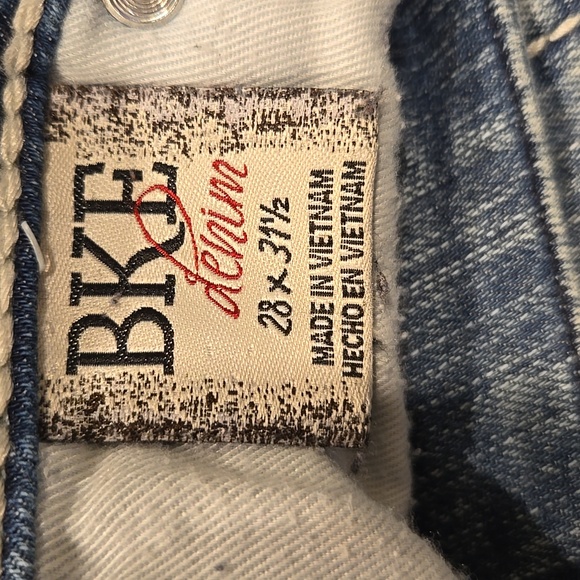 BKE
denim
28 x 31½
MADE IN VIETNAM
HECHO EN VIETNAM